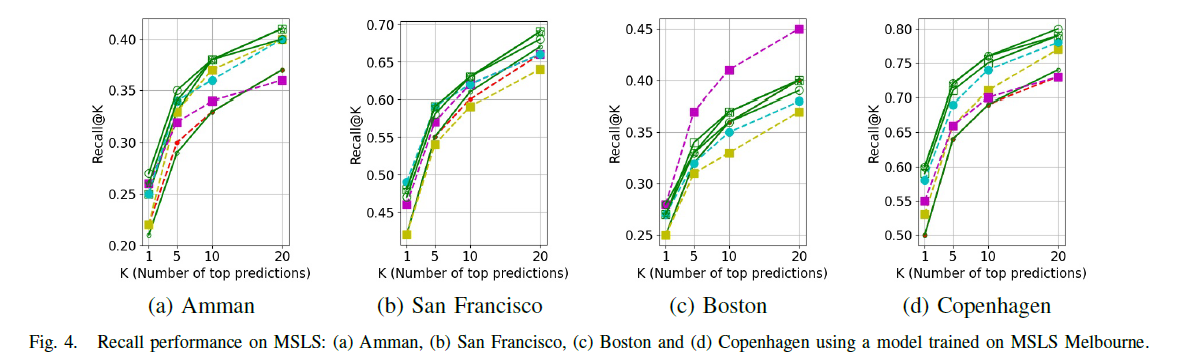 0.40
0.35
0.30
0.25
0.20
Recall@K
1 5 10 20
K (Number of top predictions)
(a) Amman
0.70
0.65
0.60
0.55
0.50
0.45
Recall@K
1 5 10 20
K (Number of top predictions)
(b) San Francisco
0.45
0.40
0.35
0.30
0.25
Recall@K
1 5 10 20
K (Number of top predictions)
(c) Boston
0.80
0.75
0.70
0.65
0.60
0.55
0.50
Recall@K
1 5 10 20
K (Number of top predictions)
(d) Copenhagen
Fig. 4. Recall performance on MSLS: (a) Amman, (b) San Francisco, (c) Boston and (d) Copenhagen using a model trained on MSLS Melbourne.